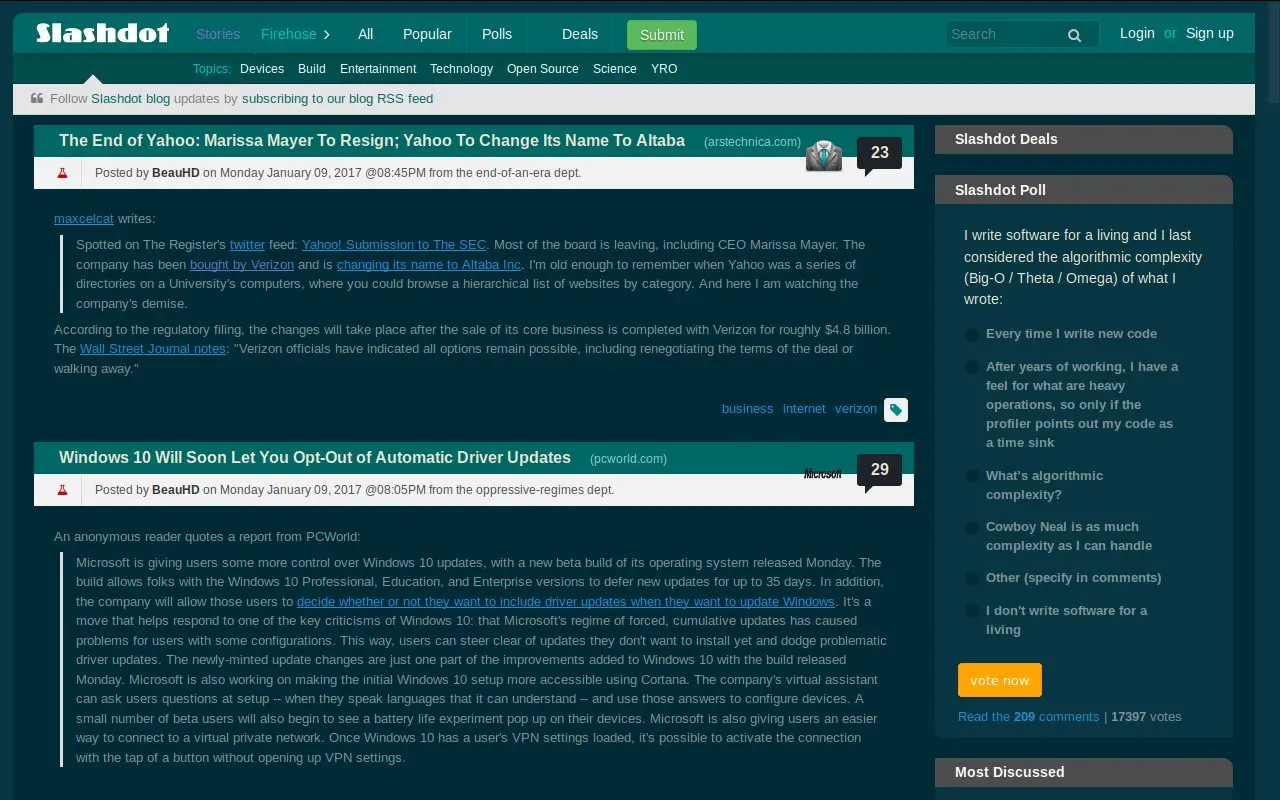 Slashdot Stories Firehose > All Popular Polls Deals Submit Search Login or Sign up
Topics: Devices Build Entertainment Technology Open Source Science YRO
Follow Slashdot blog updates by subscribing to our blog RSS feed
The End of Yahoo: Marissa Mayer To Resign; Yahoo To Change Its Name To Altaba (arstechnica.com) 23
Posted by BeauHD on Monday January 09, 2017 @08:45PM from the end-of-an-era dept.
maxcelcat writes:
Spotted on The Register's twitter feed: Yahoo! Submission to The SEC. Most of the board is leaving, including CEO Marissa Mayer. The
company has been bought by Verizon and is changing its name to Altaba Inc. I'm old enough to remember when Yahoo was a series of
directories on a University's computers, where you could browse a hierarchical list of websites by category. And here I am watching the
company's demise.
According to the regulatory filing, the changes will take place after the sale of its core business is completed with Verizon for roughly $4.8 billion.
The Wall Street Journal notes: "Verizon officials have indicated all options remain possible, including renegotiating the terms of the deal or
walking away."
business internet verizon
Windows 10 Will Soon Let You Opt-Out of Automatic Driver Updates (pcworld.com) Microsoft 29
Posted by BeauHD on Monday January 09, 2017 @08:05PM from the oppressive-regimes dept.
An anonymous reader quotes a report from PCWorld:
Microsoft is giving users some more control over Windows 10 updates, with a new beta build of its operating system released Monday. The
build allows folks with the Windows 10 Professional, Education, and Enterprise versions to defer new updates for up to 35 days. In addition,
the company will allow those users to decide whether or not they want to include driver updates when they want to update Windows. It's a
move that helps respond to one of the key criticisms of Windows 10: that Microsoft's regime of forced, cumulative updates has caused
problems for users with some configurations. This way, users can steer clear of updates they don't want to install yet and dodge problematic
driver updates. The newly-minted update changes are just one part of the improvements added to Windows 10 with the build released
Monday. Microsoft is also working on making the initial Windows 10 setup more accessible using Cortana. The company's virtual assistant
can ask users questions at setup -- when they speak languages that it can understand -- and use those answers to configure devices. A
small number of beta users will also begin to see a battery life experiment pop up on their devices. Microsoft is also giving users an easier
way to connect to a virtual private network. Once Windows 10 has a user's VPN settings loaded, it's possible to activate the connection
with the tap of a button without opening up VPN settings.
Slashdot Deals
Slashdot Poll
I write software for a living and I last
considered the algorithmic complexity
(Big-O / Theta / Omega) of what I
wrote:
Every time I write new code
After years of working, I have a
feel for what are heavy
operations, so only if the
profiler points out my code as
a time sink
What's algorithmic
complexity?
Cowboy Neal is as much
complexity as I can handle
Other (specify in comments)
I don't write software for a
living
vote now
Read the 209 comments | 17397 votes
Most Discussed